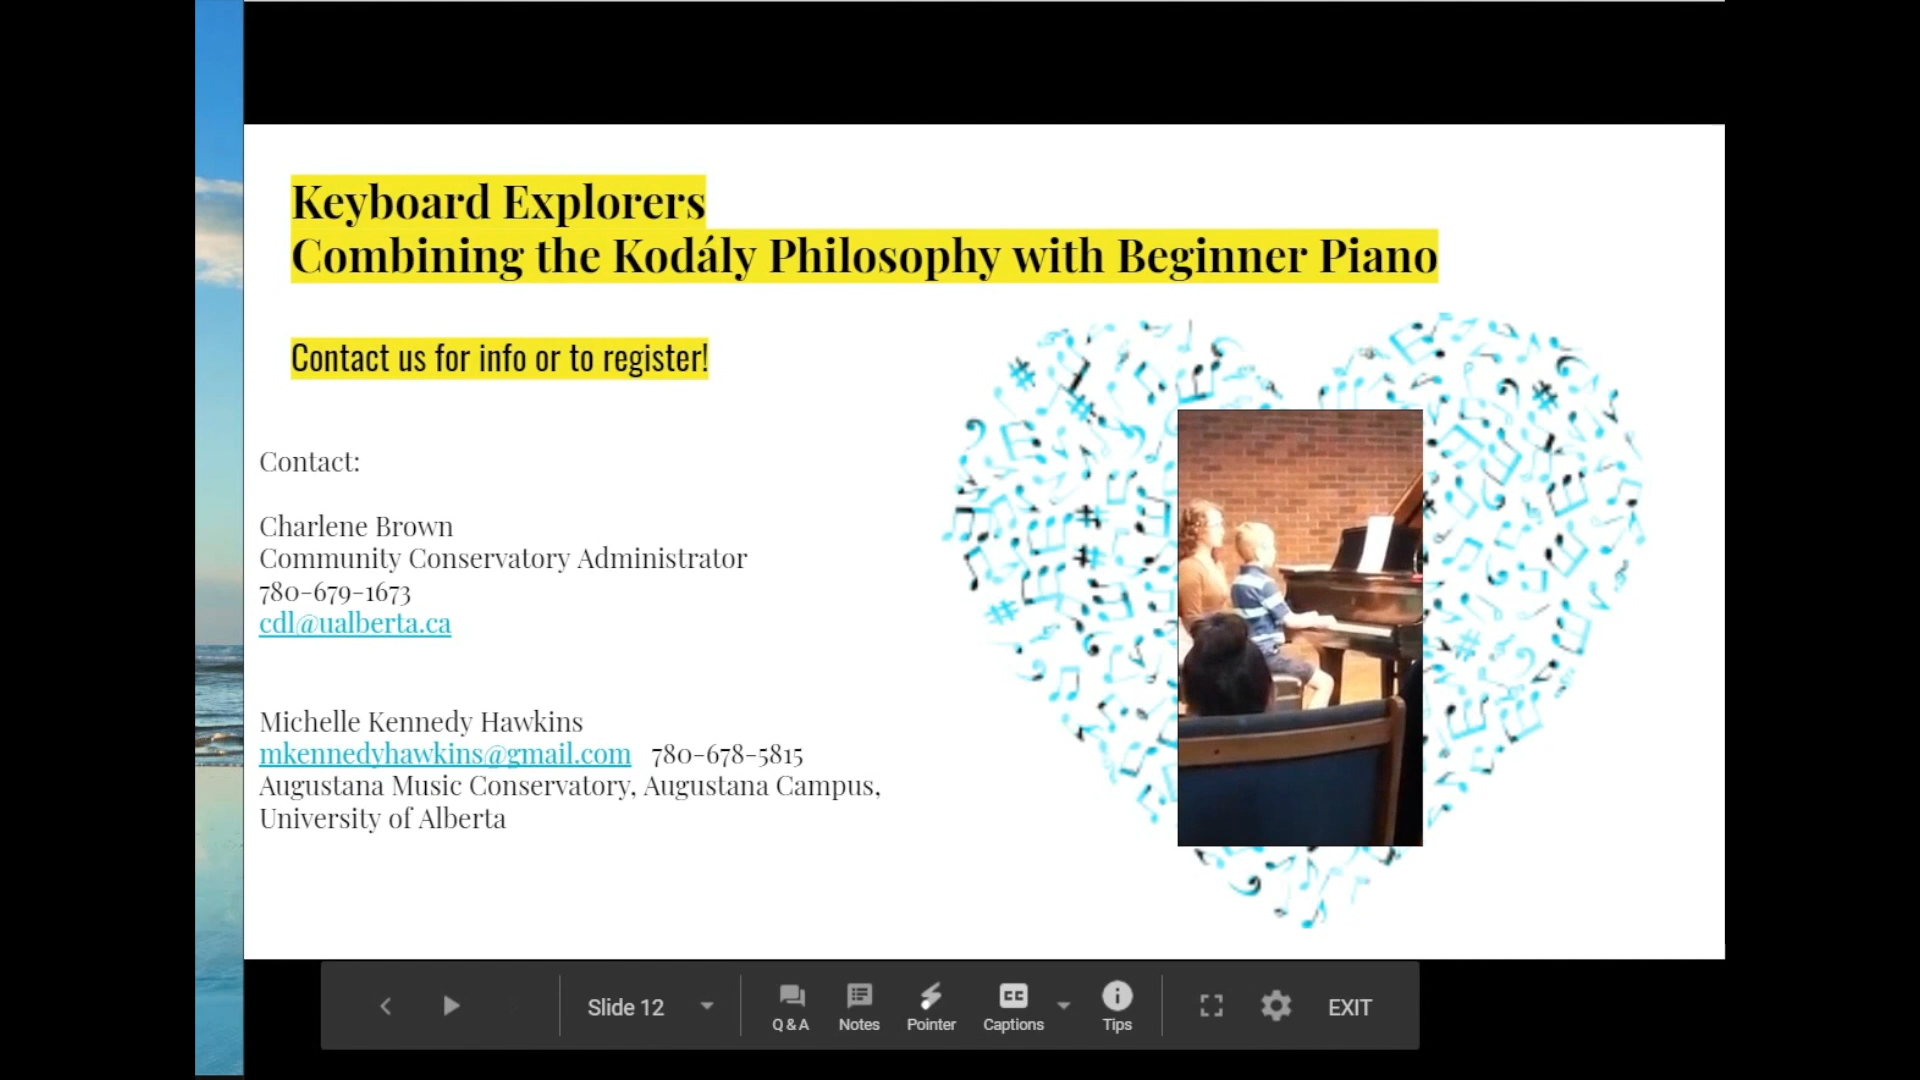 Keyboard Explorers
Combining the Kodály Philosophy with Beginner Piano
Contact us for info or to register!
Contact:
Charlene Brown
Community Conservatory Administrator
780-679-1673
cdl@ualberta.ca
Michelle Kennedy Hawkins
mkennedyhawkins@gmail.com 780-678-5815
Augustana Music Conservatory, Augustana Campus,
University of Alberta
Slide 12
Q & A
Notes
Pointer
CC
Captions
Tips
EXIT